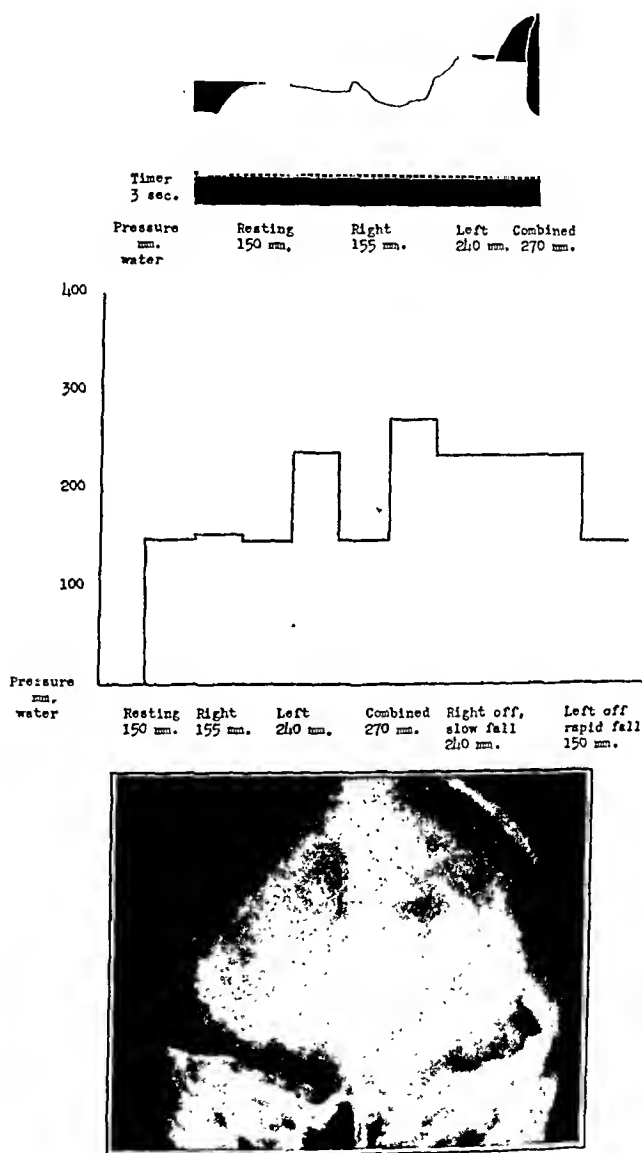 Timer
3 sec.
Pressure Resting Right Left Combined
mm. 150 mm. 155 mm. 240 mm. 270 mm.
water
400
300
200
100
Pressure
mm.
water
Resting Right Left Combined Right off, Left off
150 mm. 155 mm. 240 mm. 270 mm. slow fall rapid fall
240 mm. 150 mm.